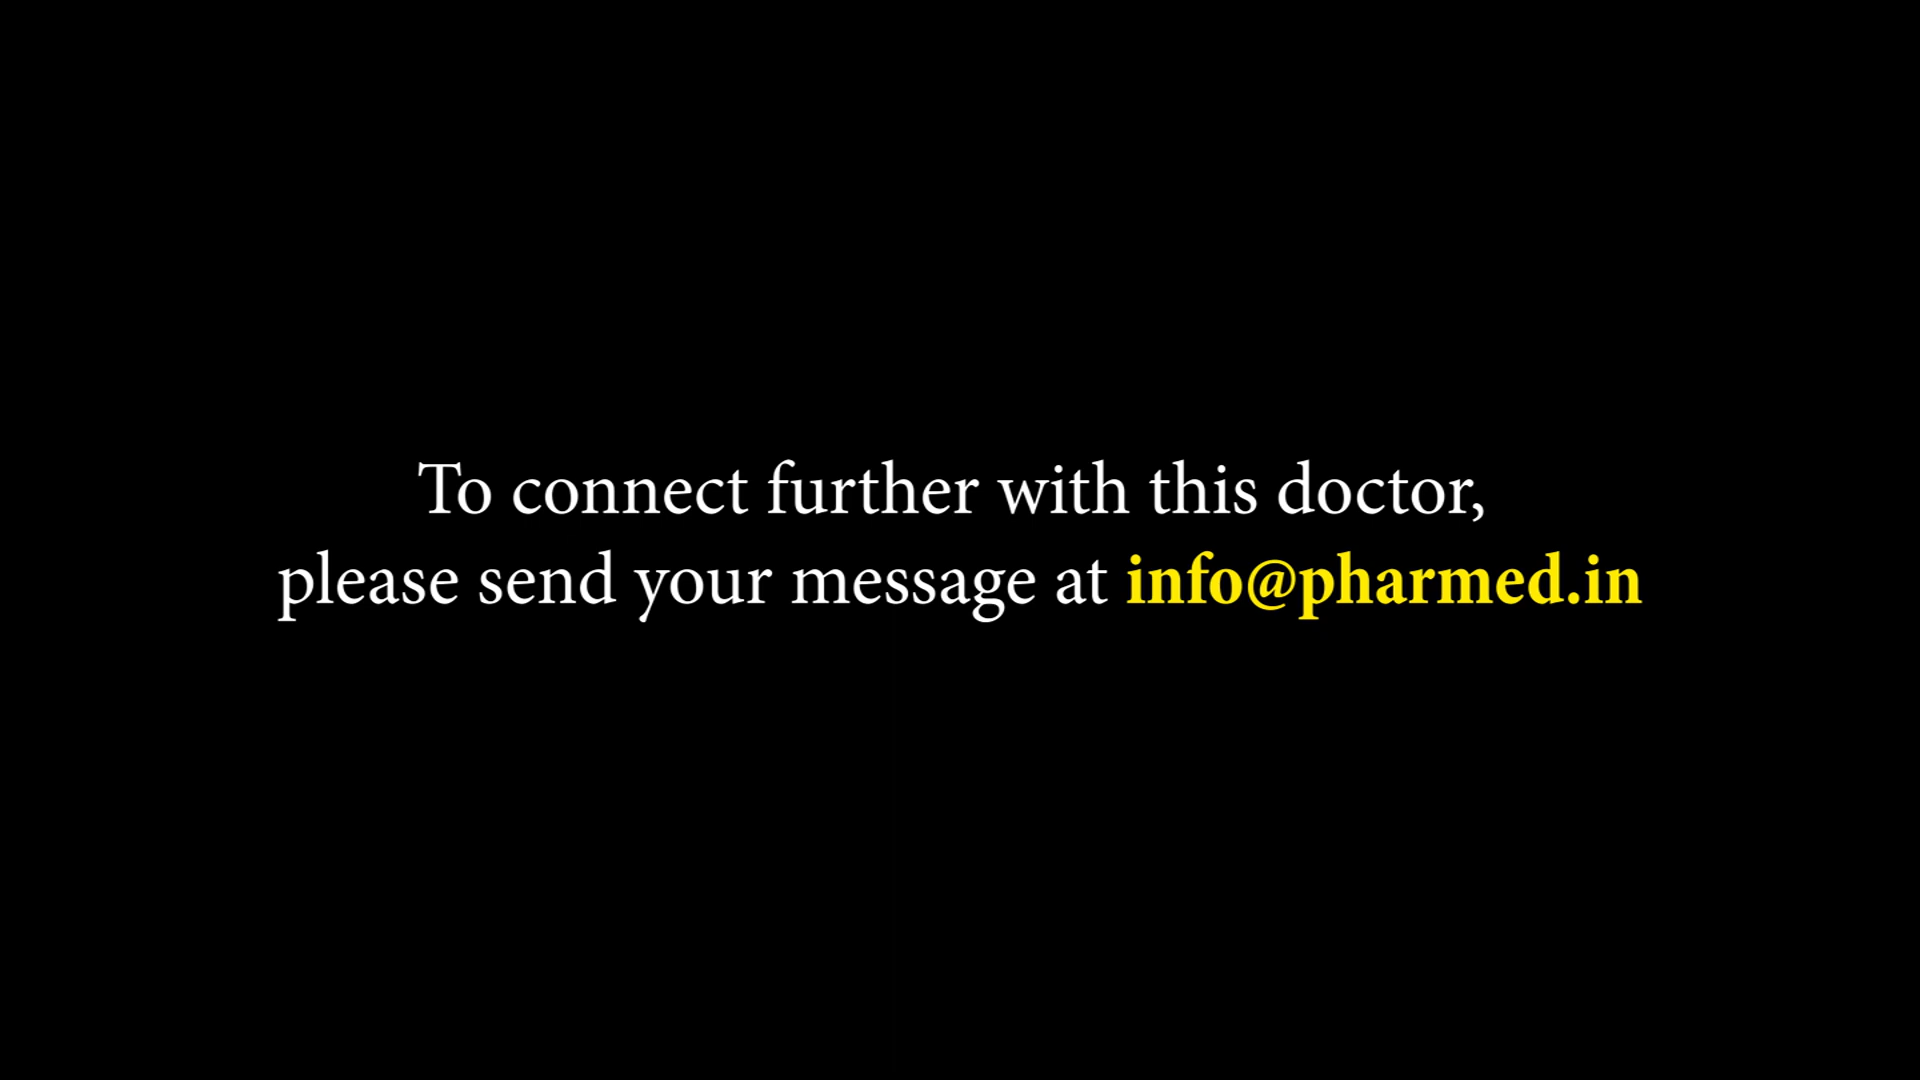 To connect further with this doctor,
please send your message at info@pharmed.in